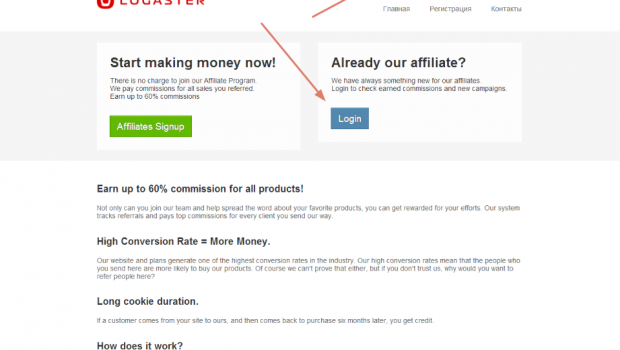 LOGASTER
Главная Регистрация Контакты
Start making money now!
There is no charge to join our Affiliate Program.
We pay commissions for all sales you referred.
Earn up to 60% commissions
Affiliates Signup
Already our affiliate?
We have always something new for our affiliates.
Login to check earned commissions and new campaigns.
Login
Earn up to 60% commission for all products!
Not only can you join our team and help spread the word about your favorite products, you can get rewarded for your efforts. Our system
tracks referrals and pays top commissions for every client you send our way.
High Conversion Rate = More Money.
Our website and plans generate one of the highest conversion rates in the industry. Our high conversion rates mean that the people who
you send here are more likely to buy our products. Of course we can't prove that either, but if you don't trust us, why would you want to
refer people here?
Long cookie duration.
If a customer comes from your site to ours, and then comes back to purchase six months later, you get credit.
How does it work?